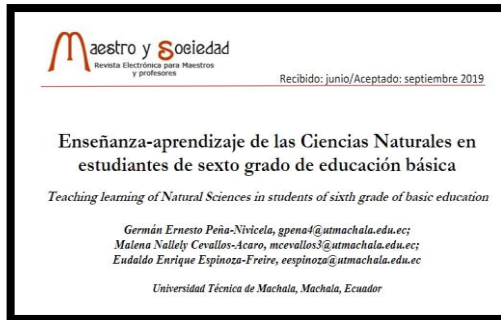 Maestro y Sociedad
Revista Electrónica para Maestros
y profesores
Recibido: junio/Aceptado: septiembre 2019
Enseñanza-aprendizaje de las Ciencias Naturales en
estudiantes de sexto grado de educación básica
Teaching learning of Natural Sciences in students of sixth grade of basic education
Germán Ernesto Peña-Nivicela, gpena4@utmachala.edu.ec;
Malena Nallely Cevallos-Acaro, mcevallos3@utmachala.edu.ec;
Eudaldo Enrique Espinoza-Freire, eespinoza@utmachala.edu.ec
Universidad Técnica de Machala, Machala, Ecuador